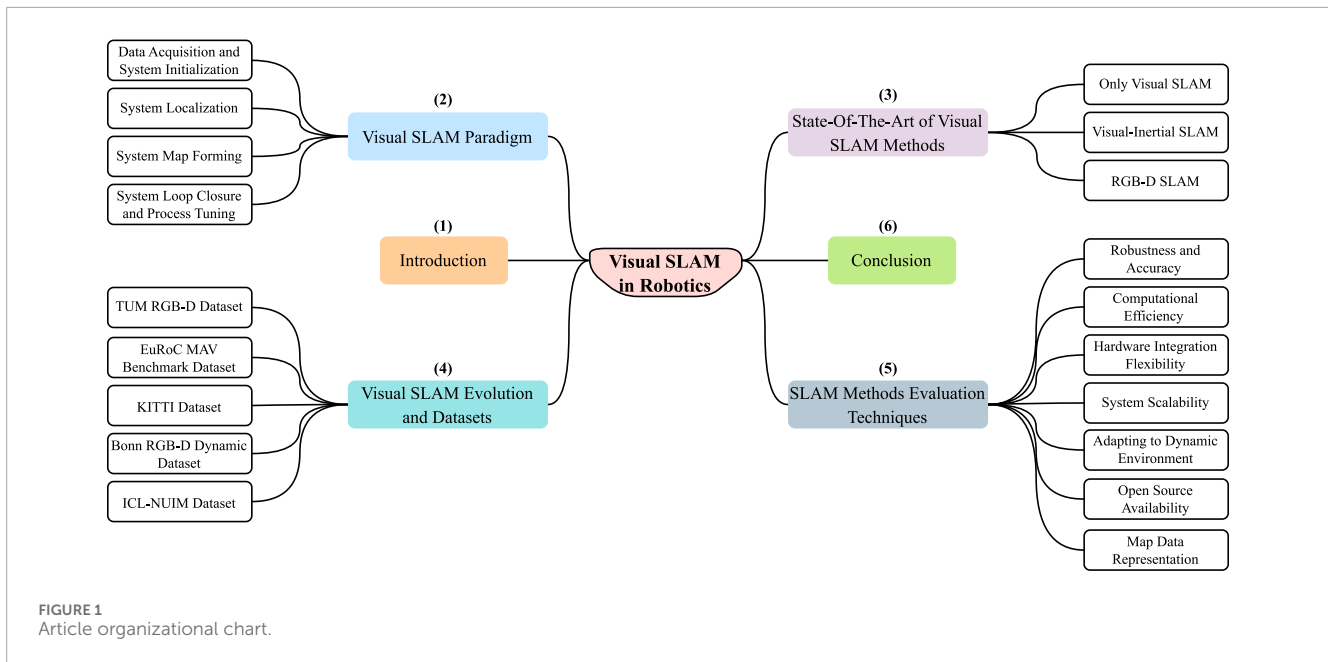 Data Acquisition and
System Initialization
System Localization
System Map Forming
System Loop Closure
and Process Tuning
(2)
Visual SLAM Paradigm
(1)
Introduction
TUM RGB-D Dataset
EuRoC MAV
Benchmark Dataset
KITTI Dataset
Bonn RGB-D Dynamic
Dataset
ICL-NUIM Dataset
(4)
Visual SLAM Evolution
and Datasets
Visual SLAM
in Robotics
(3)
State-Of-The-Art of Visual
SLAM Methods
Only Visual SLAM
Visual-Inertial SLAM
RGB-D SLAM
(6)
Conclusion
(5)
SLAM Methods Evaluation
Techniques
Robustness and
Accuracy
Computational
Efficiency
Hardware Integration
Flexibility
System Scalability
Adapting to Dynamic
Environment
Open Source
Availability
Map Data
Representation
FIGURE 1
Article organizational chart.